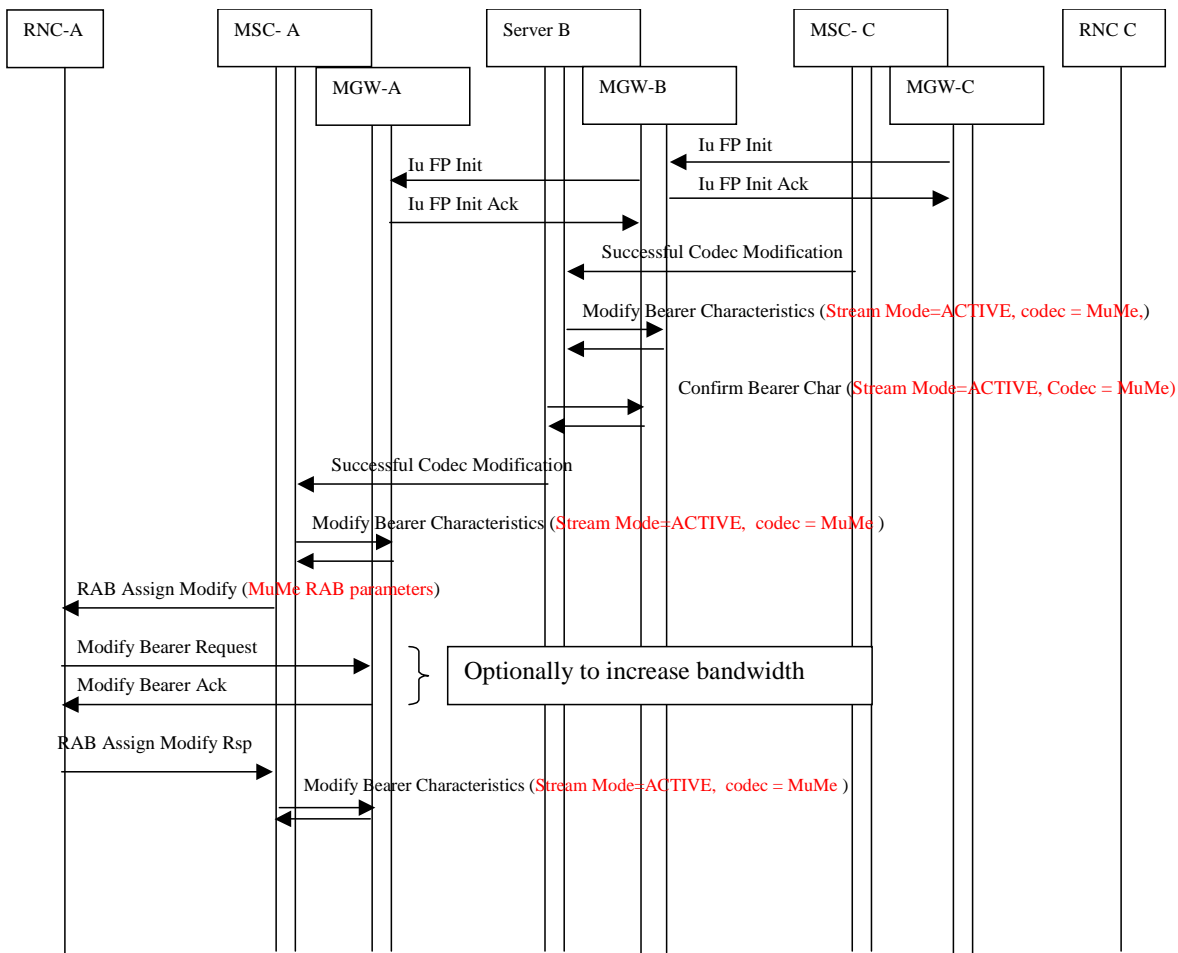 RNC-A
MSC- A
Server B
MSC- C
RNC C
MGW-A
MGW-B
MGW-C
Iu FP Init
Iu FP Init
Iu FP Init Ack
Iu FP Init Ack
Successful Codec Modification
Modify Bearer Characteristics (Stream Mode=ACTIVE, codec = MuMe,)
Confirm Bearer Char (Stream Mode=ACTIVE, Codec = MuMe)
Successful Codec Modification
Modify Bearer Characteristics (Stream Mode=ACTIVE, codec = MuMe )
RAB Assign Modify (MuMe RAB parameters)
Modify Bearer Request
Optionally to increase bandwidth
Modify Bearer Ack
RAB Assign Modify Rsp
Modify Bearer Characteristics (Stream Mode=ACTIVE, codec = MuMe )